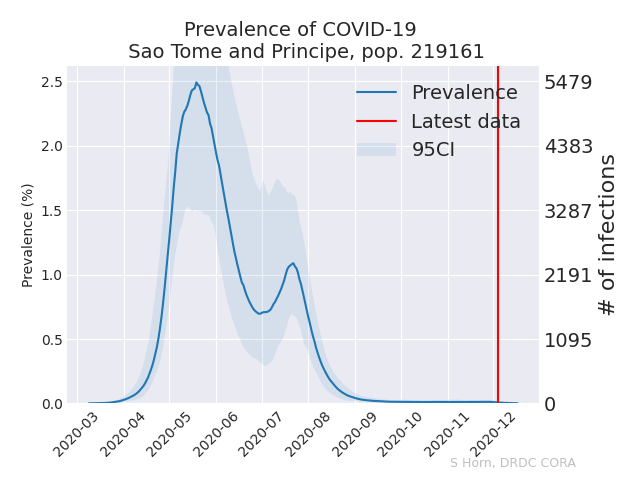 Prevalence of COVID-19
Sao Tome and Principe, pop. 219161
Prevalence
Latest data
95CI
Prevalence (%)
2.5
2.0
1.5
1.0
0.5
0.0
5479
4383
3287
2191
1095
0
# of infections
2020-03
2020-04
2020-05
2020-06
2020-07
2020-08
2020-09
2020-10
2020-11
2020-12
S Horn, DRDC CORA